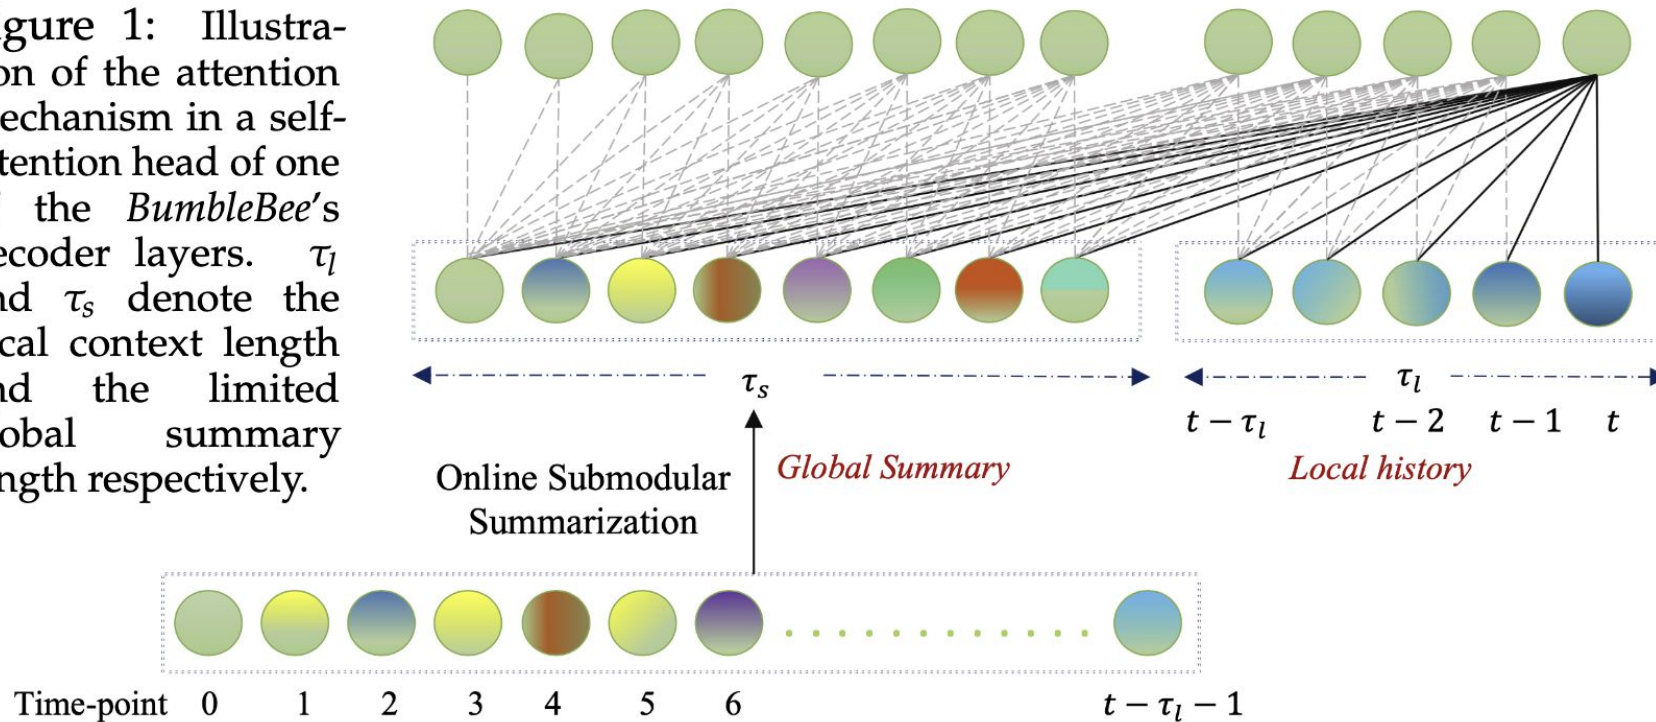 igure 1: Illustra-
on of the attention
echanism in a self-
tention head of one
the BumbleBee's
ecoder layers. τ_l
nd τ_s denote the
cal context length
nd the limited
obal summary
ngth respectively.
τ_s
τ_l
t − τ_l t − 2 t − 1 t
Online Submodular
Summarization
Global Summary
Local history
Time-point 0 1 2 3 4 5 6 t − τ_l − 1